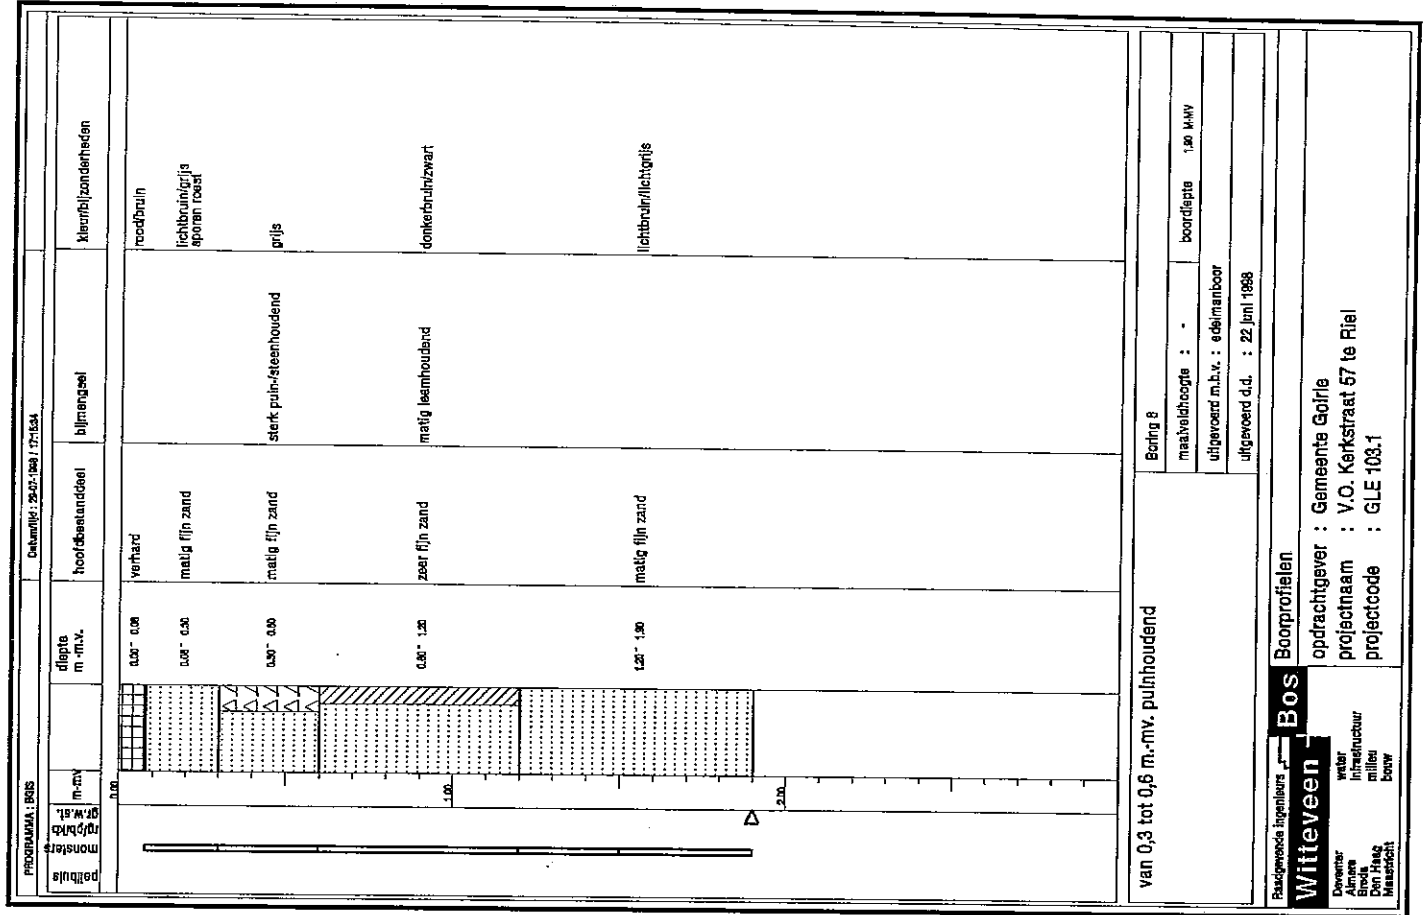 PROGRAMMA : BGIS
Datum/tijd : 29-07-1998 / 17:15:34
peilbuis
monsters
rg/pb/kb
gr.w.st.
m-mv
diepte
m -m.v.
hoofdbestanddeel
bijmengsel
kleur/bijzonderheden
0.00
1.00
2.00
0.00 - 0.08 verhard rood/bruin
0.08 - 0.30 matig fijn zand lichtbruin/grijs
sporen roest
0.30 - 0.60 matig fijn zand sterk puin-/steenhoudend grijs
0.60 - 1.20 zeer fijn zand matig leemhoudend donkerbruin/zwart
1.20 - 1.90 matig fijn zand lichtbruin/lichtgrijs
van 0,3 tot 0,6 m.-mv. puinhoudend
Boring 8
maaiveldhoogte : -
boordiepte 1.90 M-MV
uitgevoerd m.b.v. : edelmanboor
uitgevoerd d.d. : 22 juni 1998
Raadgevende ingenieurs
Witteveen Bos
Deventer
Almere
Breda
Den Haag
Maastricht
water
infrastructuur
milieu
bouw
Boorprofielen
opdrachtgever : Gemeente Goirle
projectnaam : V.O. Kerkstraat 57 te Riel
projectcode : GLE 103.1